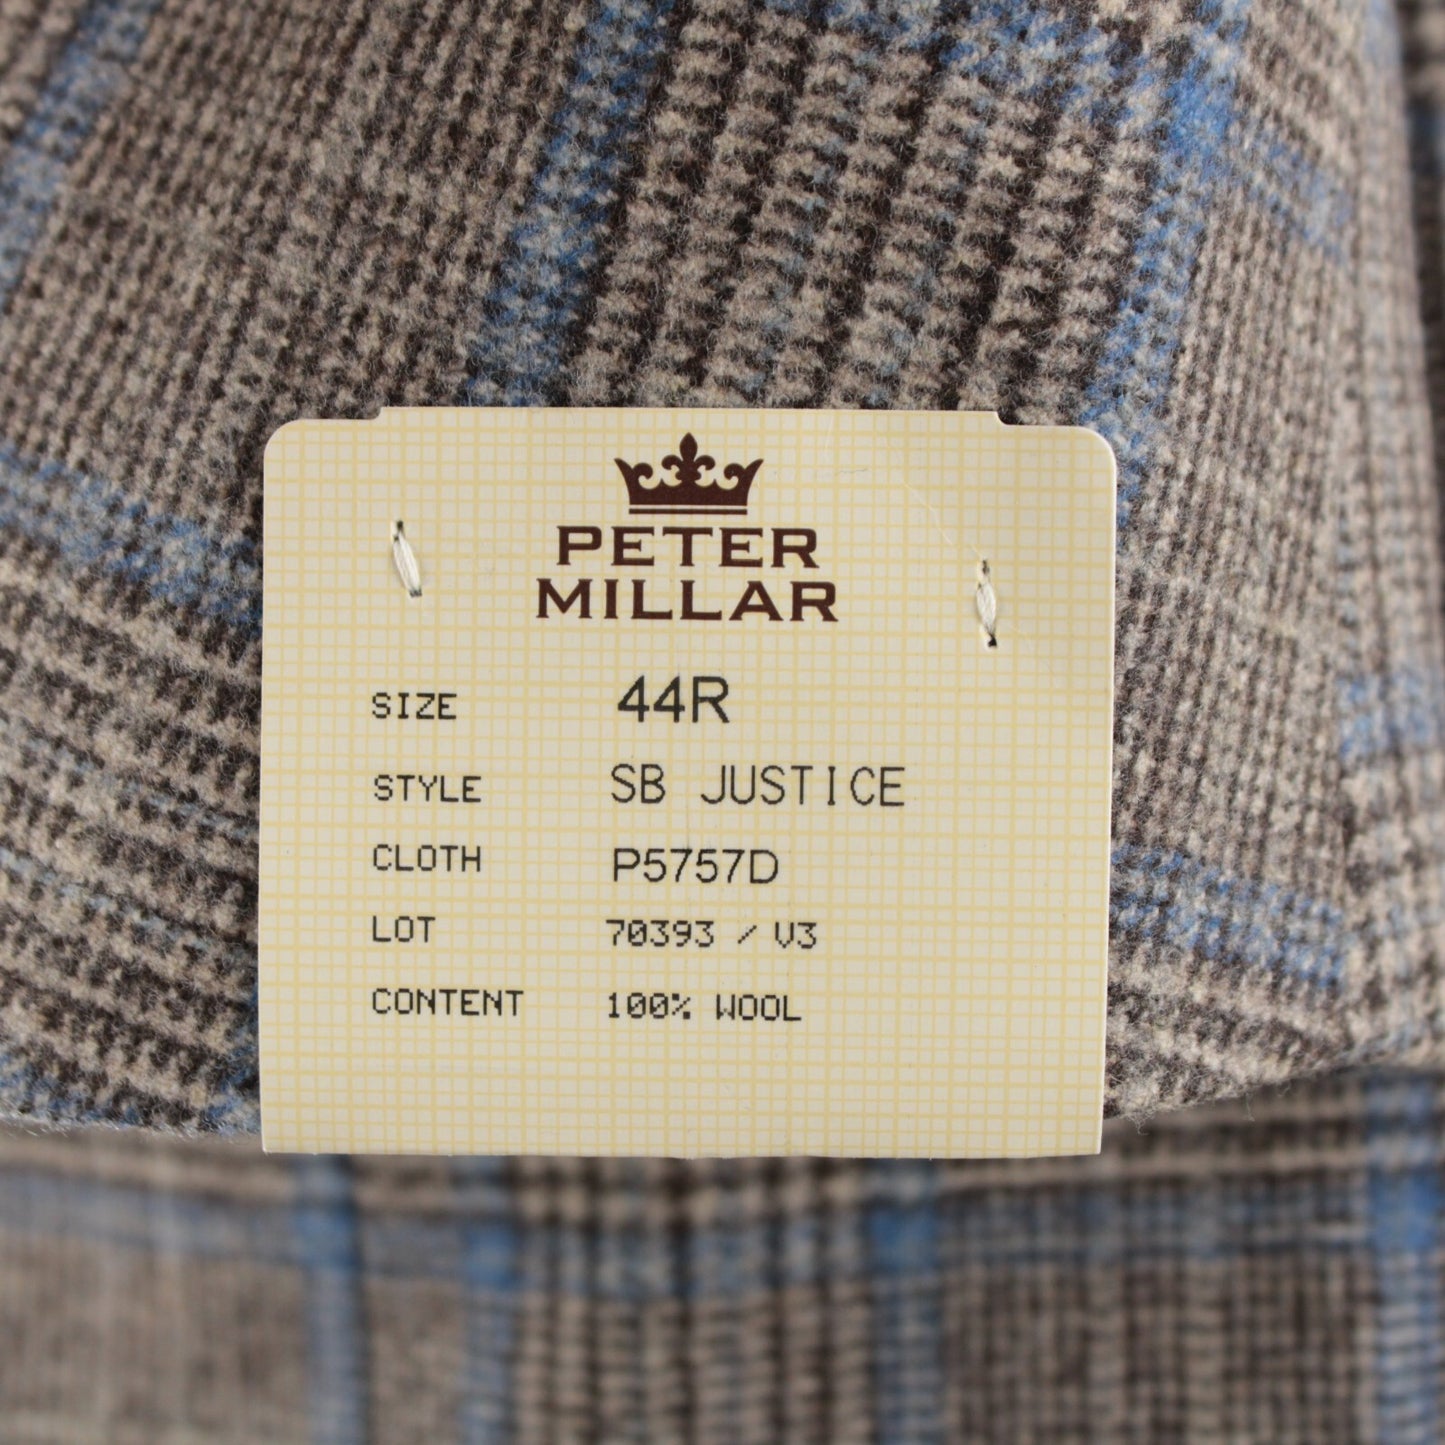 PETER
MILLAR
SIZE 44R
STYLE SB JUSTICE
CLOTH P5757D
LOT 70393 / V3
CONTENT 100% WOOL